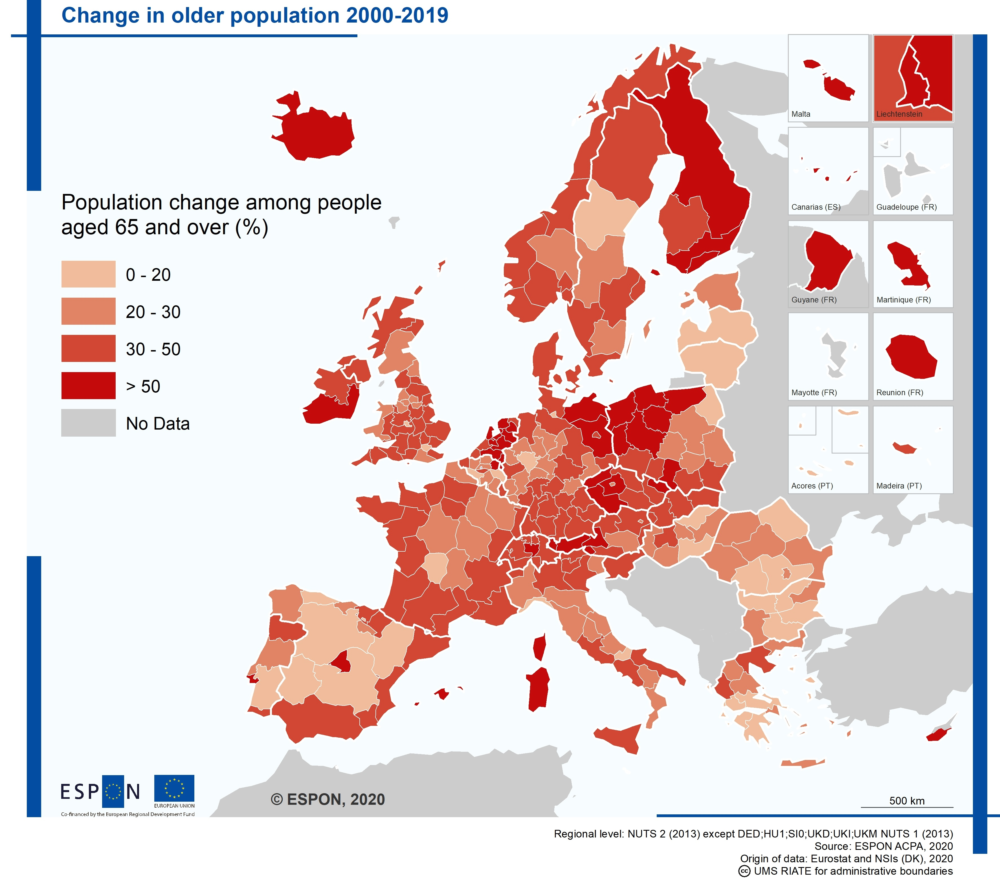 Change in older population 2000-2019
Population change among people
aged 65 and over (%)
0 - 20
20 - 30
30 - 50
> 50
No Data
Malta
Liechtenstein
Canarias (ES)
Guadeloupe (FR)
Guyane (FR)
Martinique (FR)
Mayotte (FR)
Reunion (FR)
Acores (PT)
Madeira (PT)
ESPON
EUROPEAN UNION
Co-financed by the European Regional Development Fund
© ESPON, 2020
500 km
Regional level: NUTS 2 (2013) except DED;HU1;SI0;UKD;UKI;UKM NUTS 1 (2013)
Source: ESPON ACPA, 2020
Origin of data: Eurostat and NSIs (DK), 2020
cc UMS RIATE for administrative boundaries